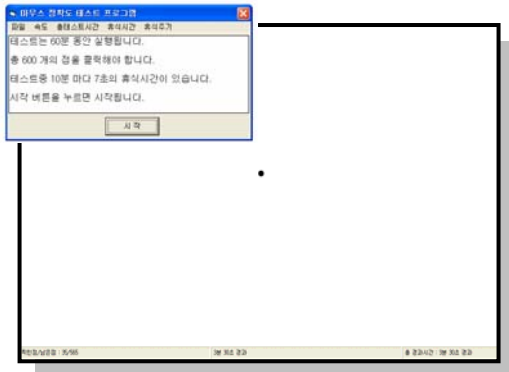 마우스 정확도 테스트 프로그램
파일 속도 총테스트시간 휴식시간 휴식주기
테스트는 60분 동안 실행됩니다.
총 600 개의 점을 클릭해야 합니다.
테스트중 10분 마다 7초의 휴식시간이 있습니다.
시작 버튼을 누르면 시작됩니다.
시 작